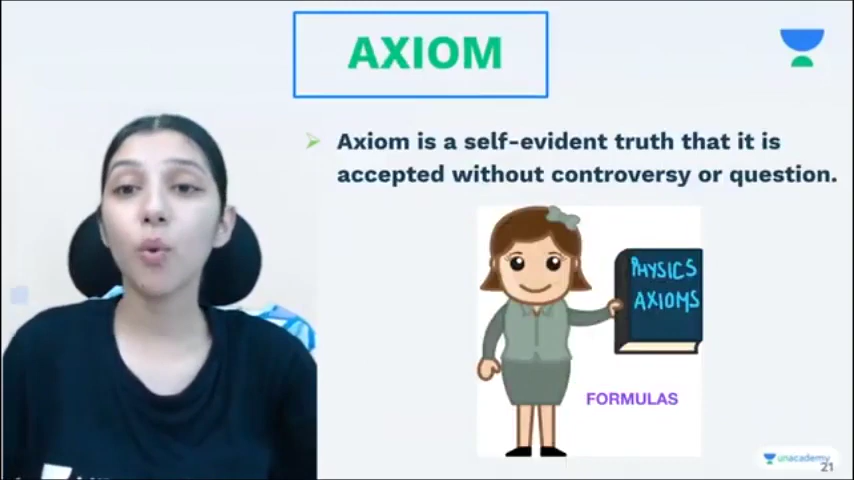 AXIOM
Axiom is a self-evident truth that it is
accepted without controversy or question.
PHYSICS
AXIOMS
FORMULAS
unacademy
21